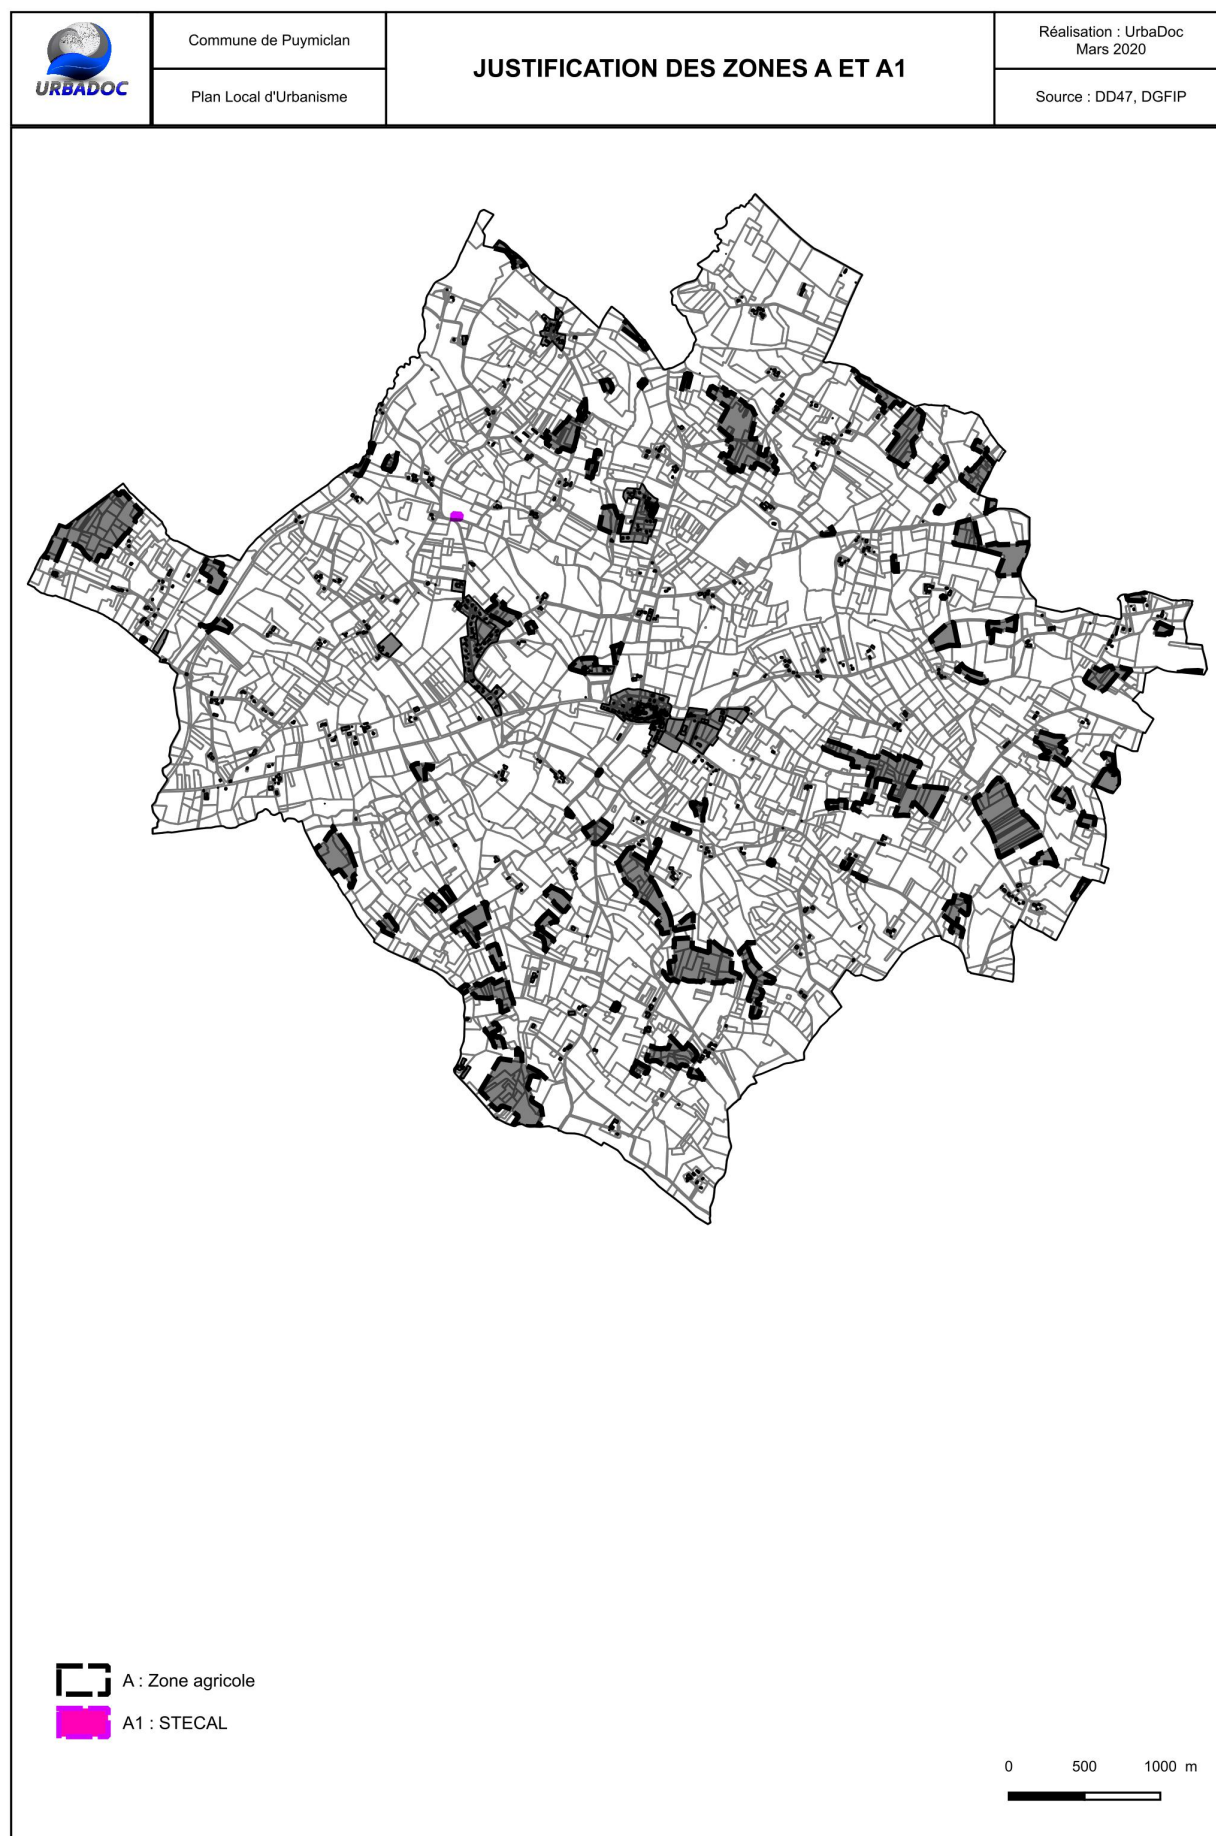 URBADOC
Commune de Puymiclan
Plan Local d'Urbanisme
JUSTIFICATION DES ZONES A ET A1
Réalisation : UrbaDoc
Mars 2020
Source : DD47, DGFIP
A : Zone agricole
A1 : STECAL
0 500 1000 m